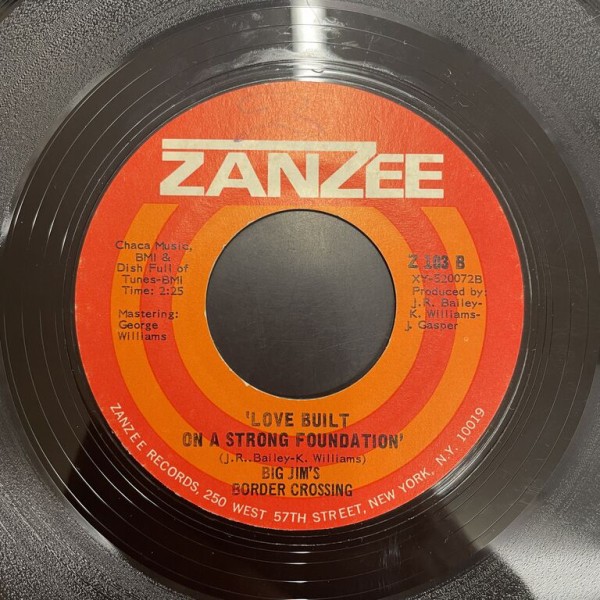 ZANZEE
Chaca Music,
BMI &
Dish Full of
Tunes-BMI
Time: 2:25
Mastering:
George
Williams
Z 103 B
XY-520072B
Produced by:
J.R. Bailey-
K. Williams-
J. Gasper
'LOVE BUILT
ON A STRONG FOUNDATION'
(J.R..Bailey-K. Williams)
BIG JIM'S
BORDER CROSSING
ZANZEE RECORDS, 250 WEST 57TH STREET, NEW YORK, N.Y. 10019